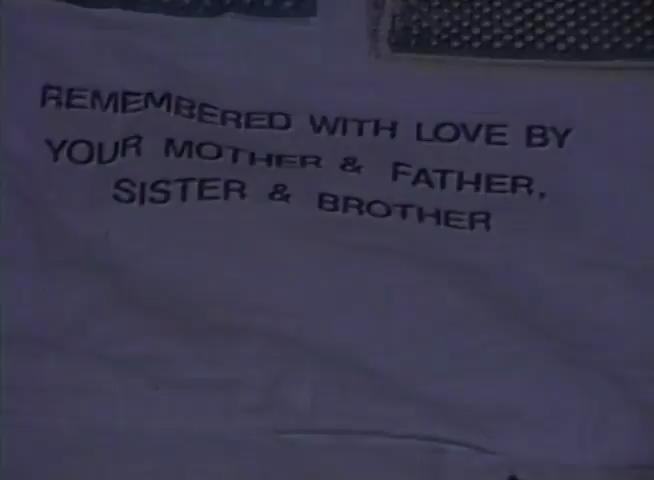 REMEMBERED WITH LOVE BY
YOUR MOTHER & FATHER,
SISTER & BROTHER